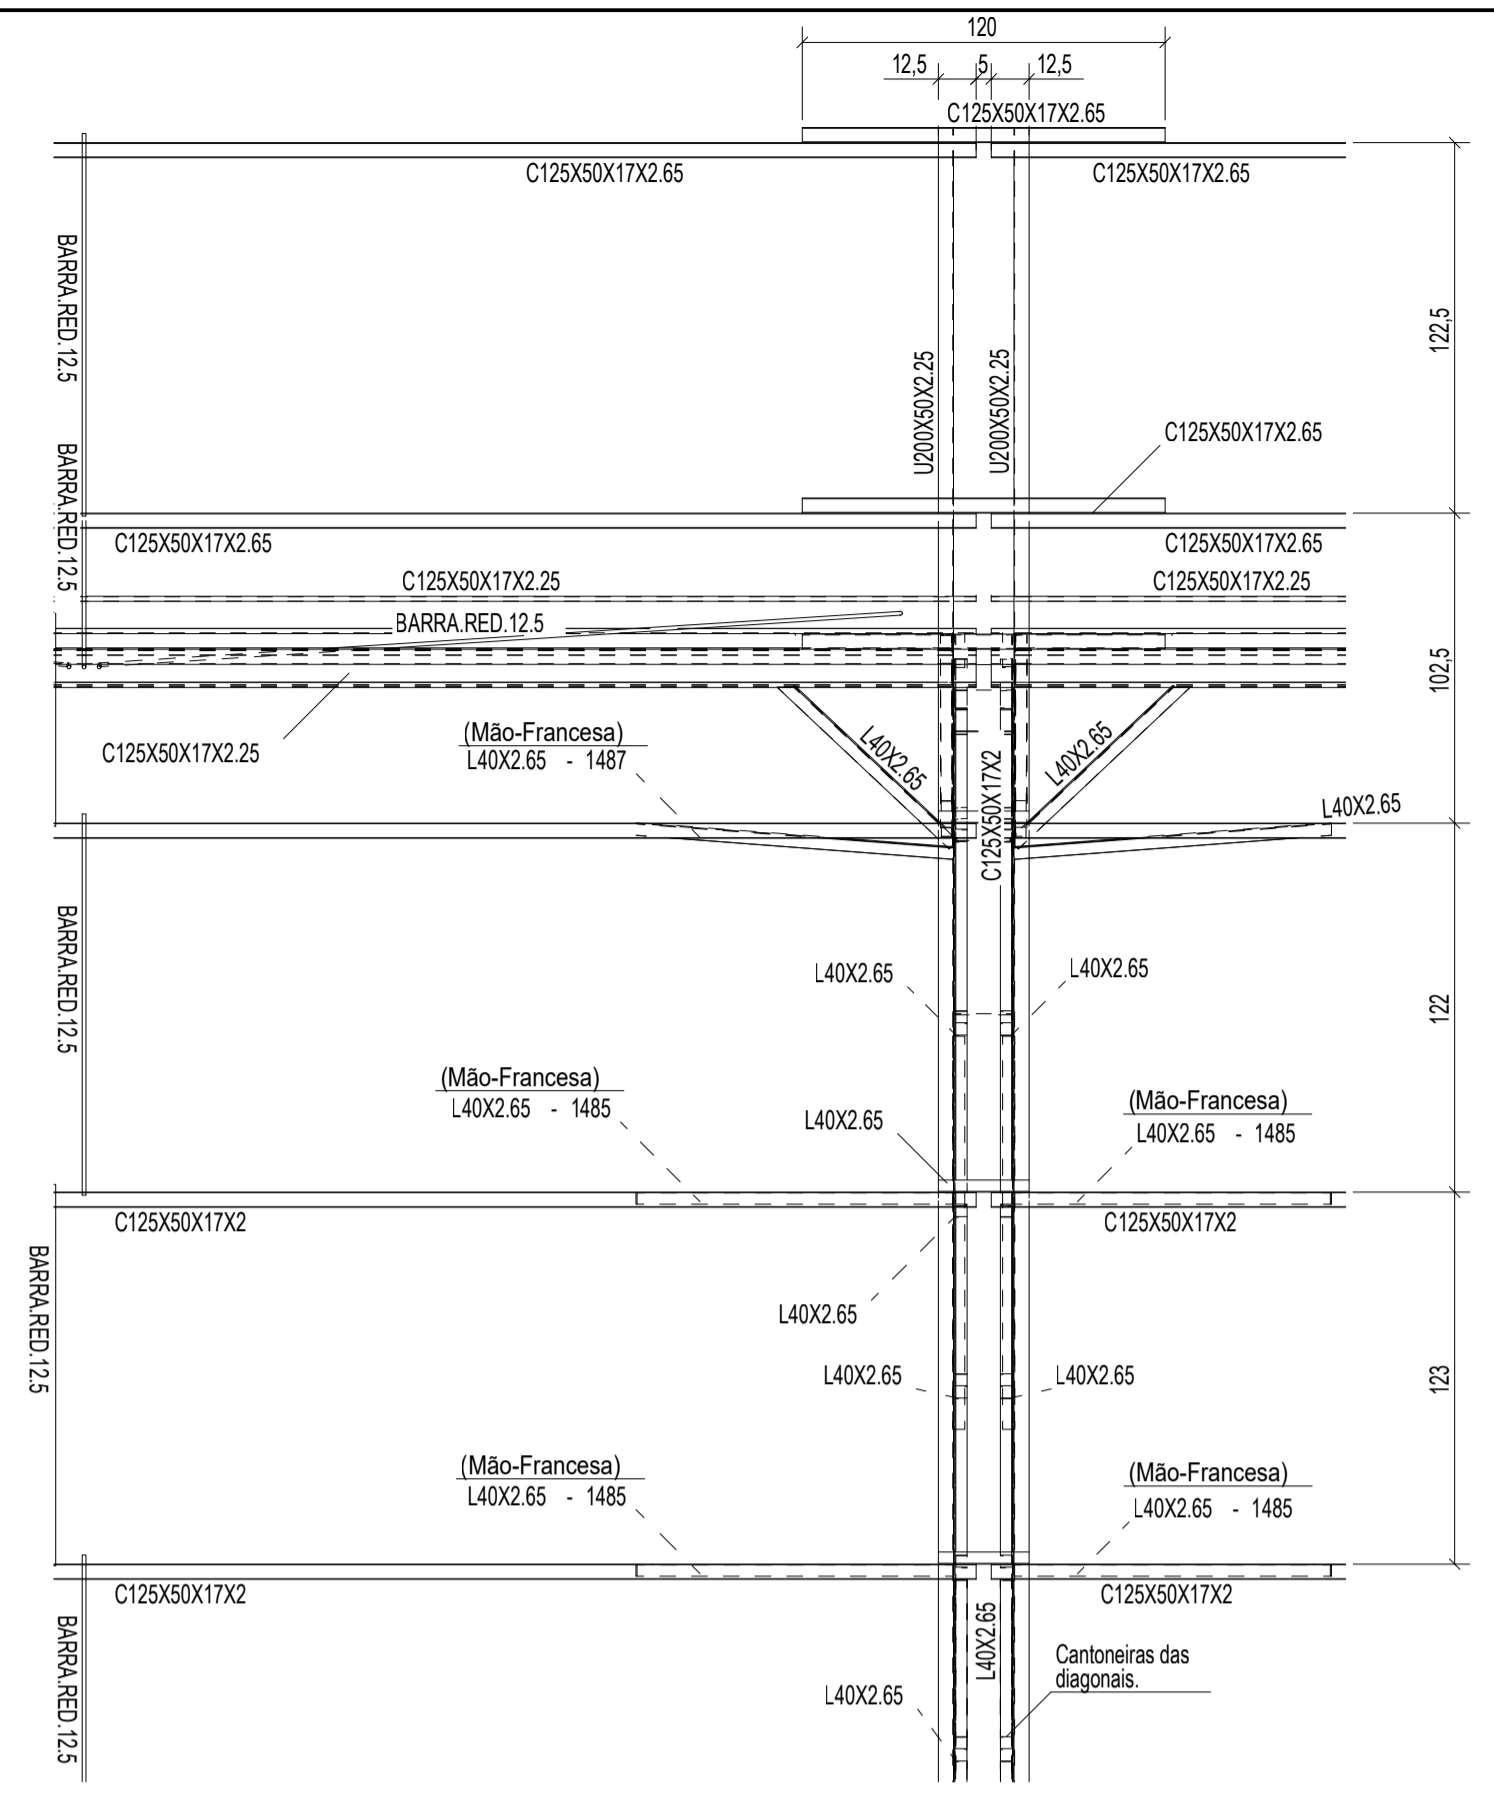 120
12,5
5
12,5
C125X50X17X2.65
C125X50X17X2.65
C125X50X17X2.65
BARRA.RED.12.5
122,5
U200X50X2.25
U200X50X2.25
C125X50X17X2.65
BARRA.RED.12.5
C125X50X17X2.65
C125X50X17X2.65
C125X50X17X2.25
C125X50X17X2.25
BARRA.RED.12.5
102,5
(Mão-Francesa)
L40X2.65 - 1487
C125X50X17X2.25
L40X2.65
C125X50X17X2
L40X2.65
L40X2.65
BARRA.RED.12.5
L40X2.65
L40X2.65
122
(Mão-Francesa)
L40X2.65 - 1485
L40X2.65
(Mão-Francesa)
L40X2.65 - 1485
C125X50X17X2
C125X50X17X2
BARRA.RED.12.5
L40X2.65
L40X2.65
L40X2.65
123
(Mão-Francesa)
L40X2.65 - 1485
(Mão-Francesa)
L40X2.65 - 1485
C125X50X17X2
C125X50X17X2
BARRA.RED.12.5
L40X2.65
Cantoneiras das
diagonais.
L40X2.65